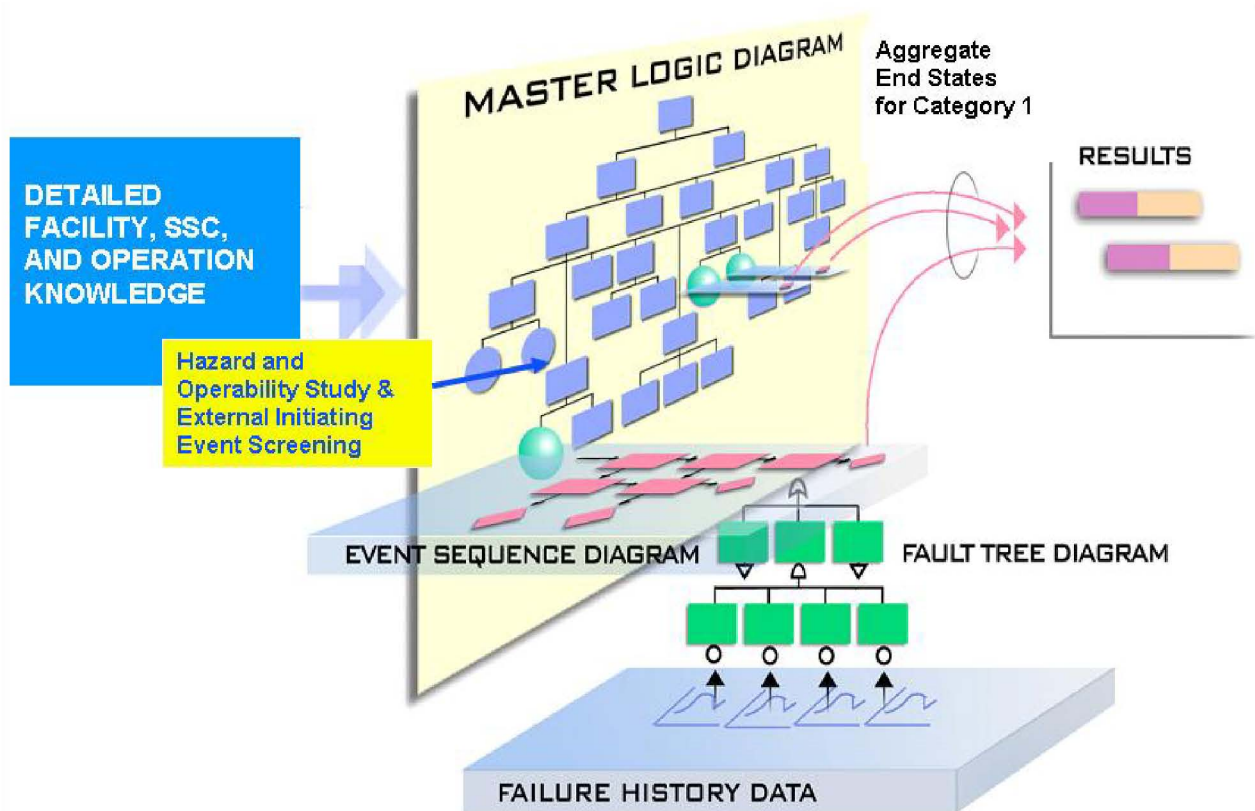 MASTER LOGIC DIAGRAM
Aggregate
End States
for Category 1
RESULTS
DETAILED
FACILITY, SSC,
AND OPERATION
KNOWLEDGE
Hazard and
Operability Study &
External Initiating
Event Screening
EVENT SEQUENCE DIAGRAM
FAULT TREE DIAGRAM
FAILURE HISTORY DATA